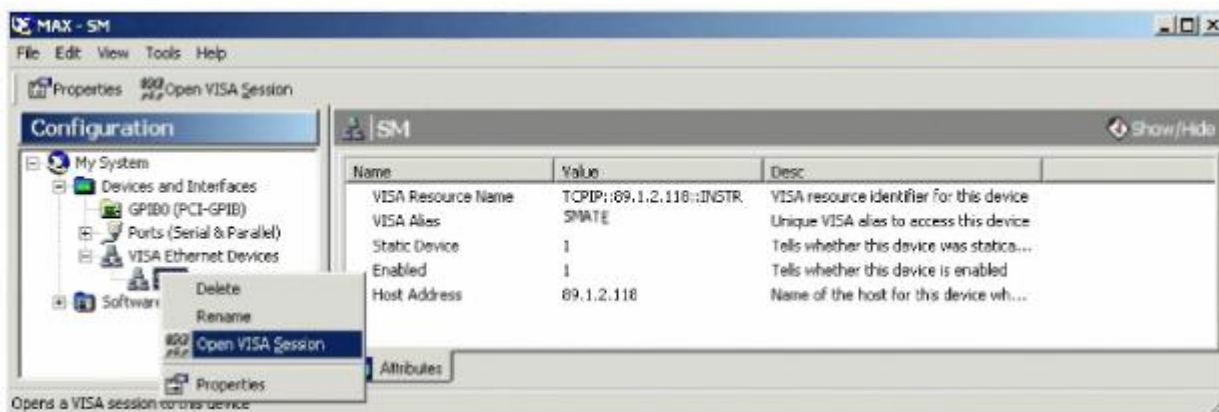 MAX - SM
File Edit View Tools Help
Properties Open VISA Session
Configuration
SM
Show/Hide
My System
Devices and Interfaces
GPIB0 (PCI-GPIB)
Ports (Serial & Parallel)
VISA Ethernet Devices
Software
Delete
Rename
Open VISA Session
Properties
Name Value Desc
VISA Resource Name TCPIP::89.1.2.118::INSTR VISA resource identifier for this device
VISA Alias SMATE Unique VISA alias to access this device
Static Device 1 Tells whether this device was statica...
Enabled 1 Tells whether this device is enabled
Host Address 89.1.2.118 Name of the host for this device wh...
Attributes
Opens a VISA session to this device